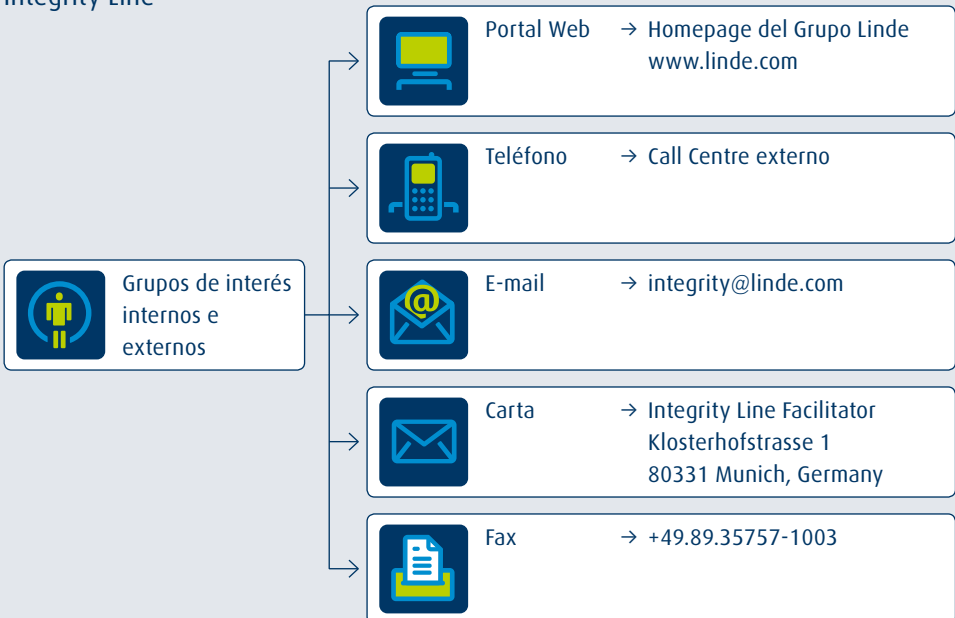 Integrity Line
Portal Web → Homepage del Grupo Linde
www.linde.com
Teléfono → Call Centre externo
Grupos de interés
internos e
externos
E-mail → integrity@linde.com
Carta → Integrity Line Facilitator
Klosterhofstrasse 1
80331 Munich, Germany
Fax → +49.89.35757-1003